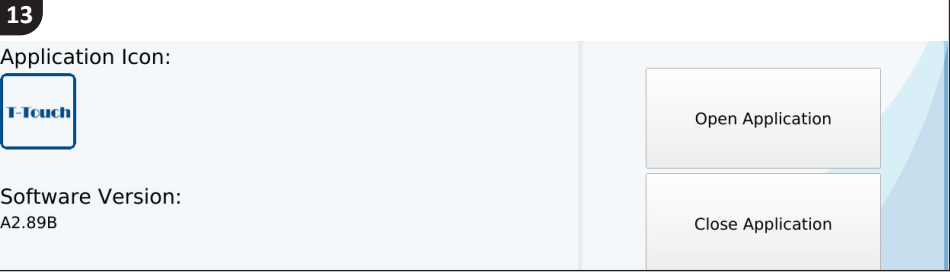 13
Application Icon:
T-Touch
Software Version:
A2.89B
Open Application
Close Application